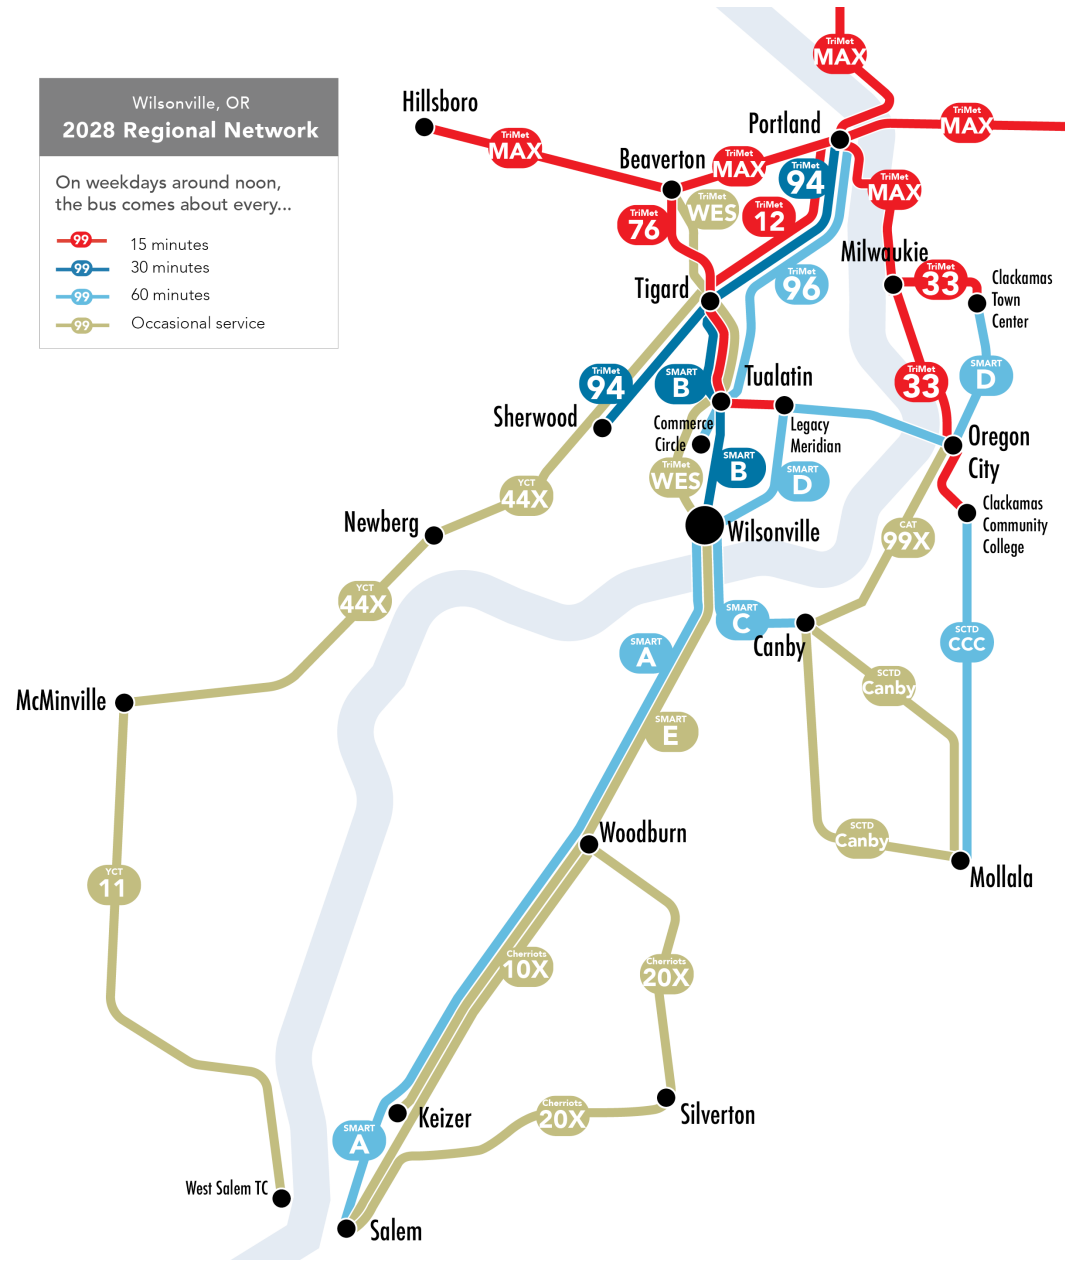 Wilsonville, OR
2028 Regional Network
On weekdays around noon,
the bus comes about every...
99 15 minutes
99 30 minutes
99 60 minutes
99 Occasional service
TriMet
MAX
Hillsboro
Portland
TriMet
MAX
TriMet
MAX
Beaverton
TriMet
MAX
TriMet
94
TriMet
MAX
TriMet
76
TriMet
WES
TriMet
12
Milwaukie
TriMet
33
Clackamas
Town
Center
Tigard
TriMet
96
TriMet
94
SMART
B
Tualatin
TriMet
33
SMART
D
Sherwood
Commerce
Circle
Legacy
Meridian
Oregon
City
TriMet
WES
SMART
B
SMART
D
YCT
44X
Newberg
Wilsonville
CAT
99X
Clackamas
Community
College
YCT
44X
SMART
C
Canby
SMART
A
SCTD
CCC
McMinville
SCTD
Canby
SMART
E
Woodburn
SCTD
Canby
Mollala
YCT
11
Cherriots
10X
Cherriots
20X
Keizer
Cherriots
20X
Silverton
SMART
A
West Salem TC
Salem